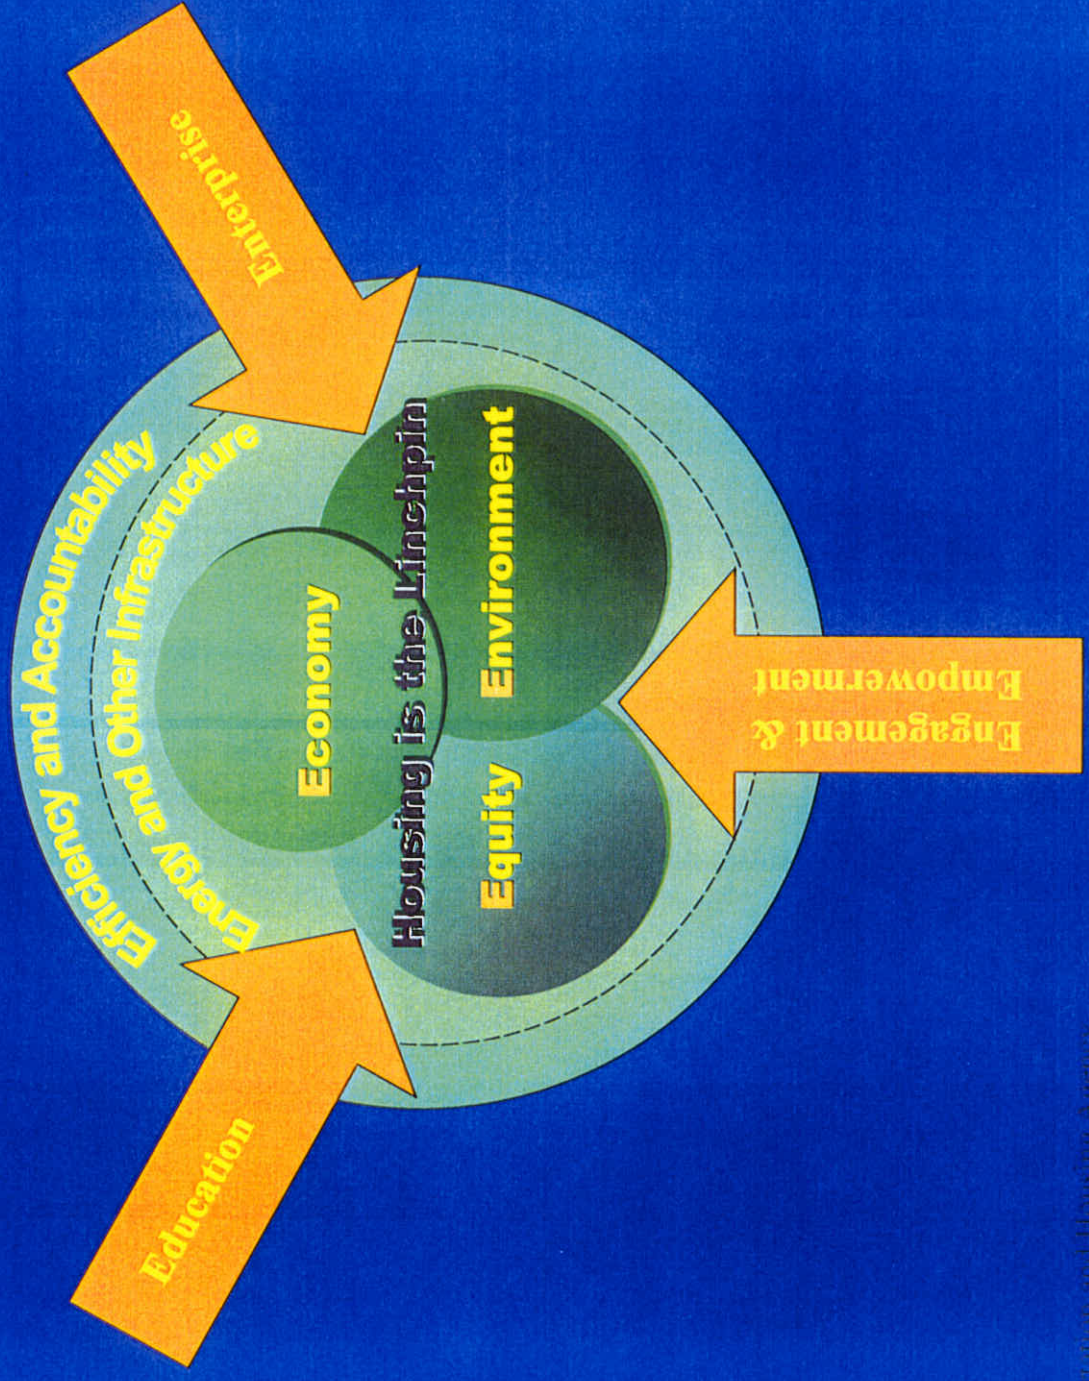 Efficiency and Accountability
Energy and Other Infrastructure
Education
Enterprise
Economy
Housing is the Linchpin
Equity
Environment
Engagement &
Empowerment